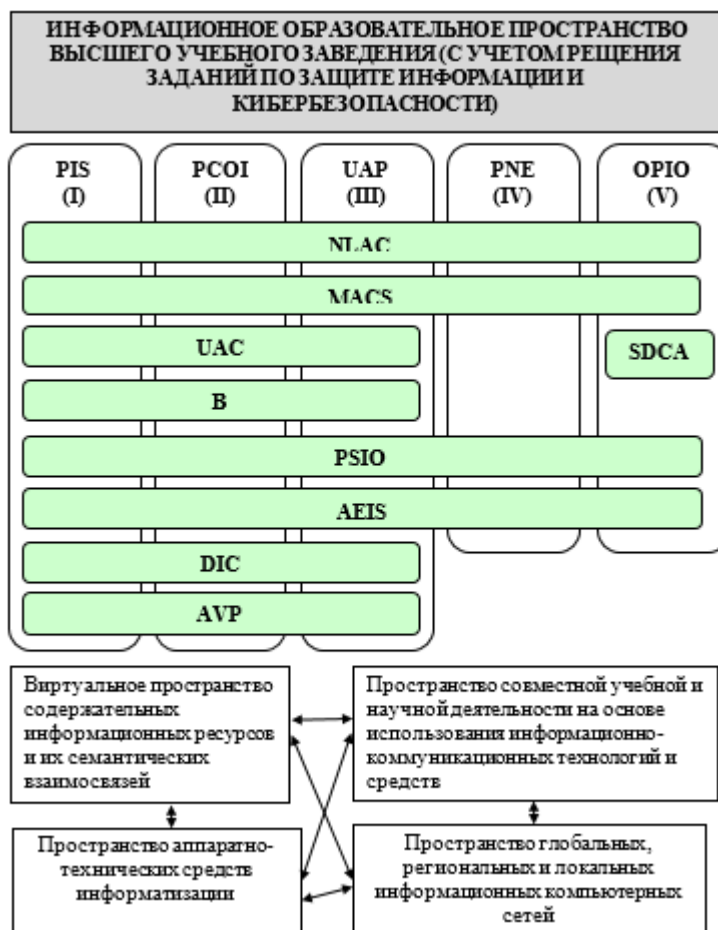 ИНФОРМАЦИОННОЕ ОБРАЗОВАТЕЛЬНОЕ ПРОСТРАНСТВО
ВЫСШЕГО УЧЕБНОГО ЗАВЕДЕНИЯ (С УЧЕТОМ РЕЩЕНИЯ
ЗАДАНИЙ ПО ЗАЩИТЕ ИНФОРМАЦИИ И
КИБЕРБЕЗОПАСНОСТИ)
PIS
(I)
PCOI
(II)
UAP
(III)
PNE
(IV)
OPIO
(V)
NLAC
MACS
UAC
SDCA
B
PSIO
AEIS
DIC
AVP
Виртуальное пространство
содержательных
информационных ресурсов
и их семантических
взаимосвязей
Пространство совместной учебной и
научной деятельности на основе
использования информационно-
коммуникационных технологий и
средств
Пространство аппаратно-
технических средств
информатизации
Пространство глобальных,
региональных и локальных
информационных компьютерных
сетей